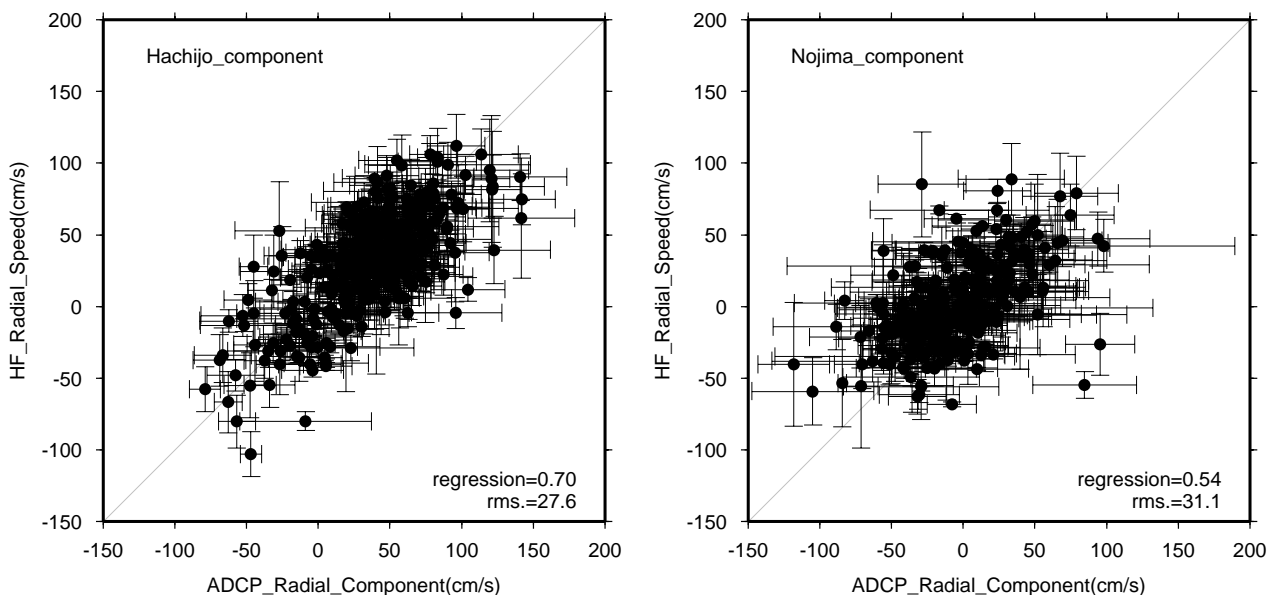 Hachijo_component
200
150
100
50
0
-50
-100
-150
HF_Radial_Speed(cm/s)
regression=0.70
rms.=27.6
-150 -100 -50 0 50 100 150 200
ADCP_Radial_Component(cm/s)
Nojima_component
200
150
100
50
0
-50
-100
-150
HF_Radial_Speed(cm/s)
regression=0.54
rms.=31.1
-150 -100 -50 0 50 100 150 200
ADCP_Radial_Component(cm/s)